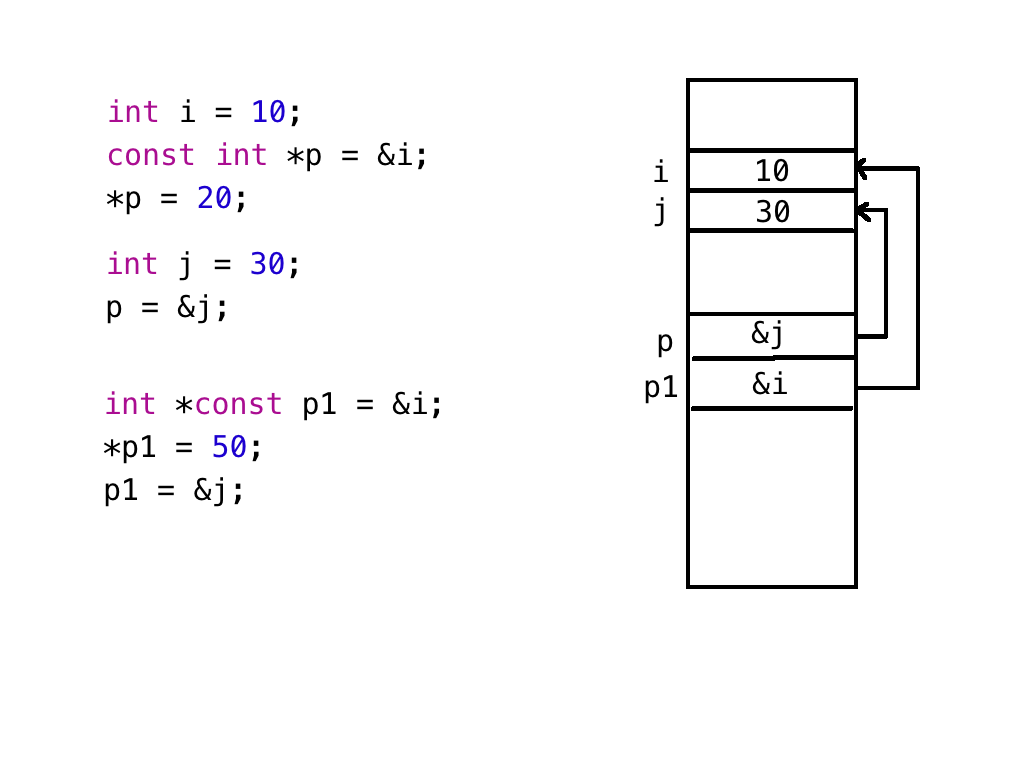 int i = 10;
const int *p = &i;
*p = 20;
int j = 30;
p = &j;
int *const p1 = &i;
*p1 = 50;
p1 = &j;
i 10
j 30
p &j
p1 &i